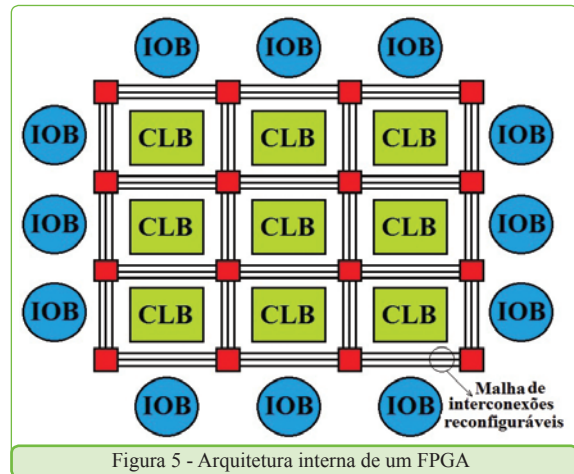 IOB IOB IOB
IOB CLB CLB CLB IOB
IOB CLB CLB CLB IOB
IOB CLB CLB CLB IOB
IOB IOB IOB
Malha de
interconexões
reconfiguráveis
Figura 5 - Arquitetura interna de um FPGA